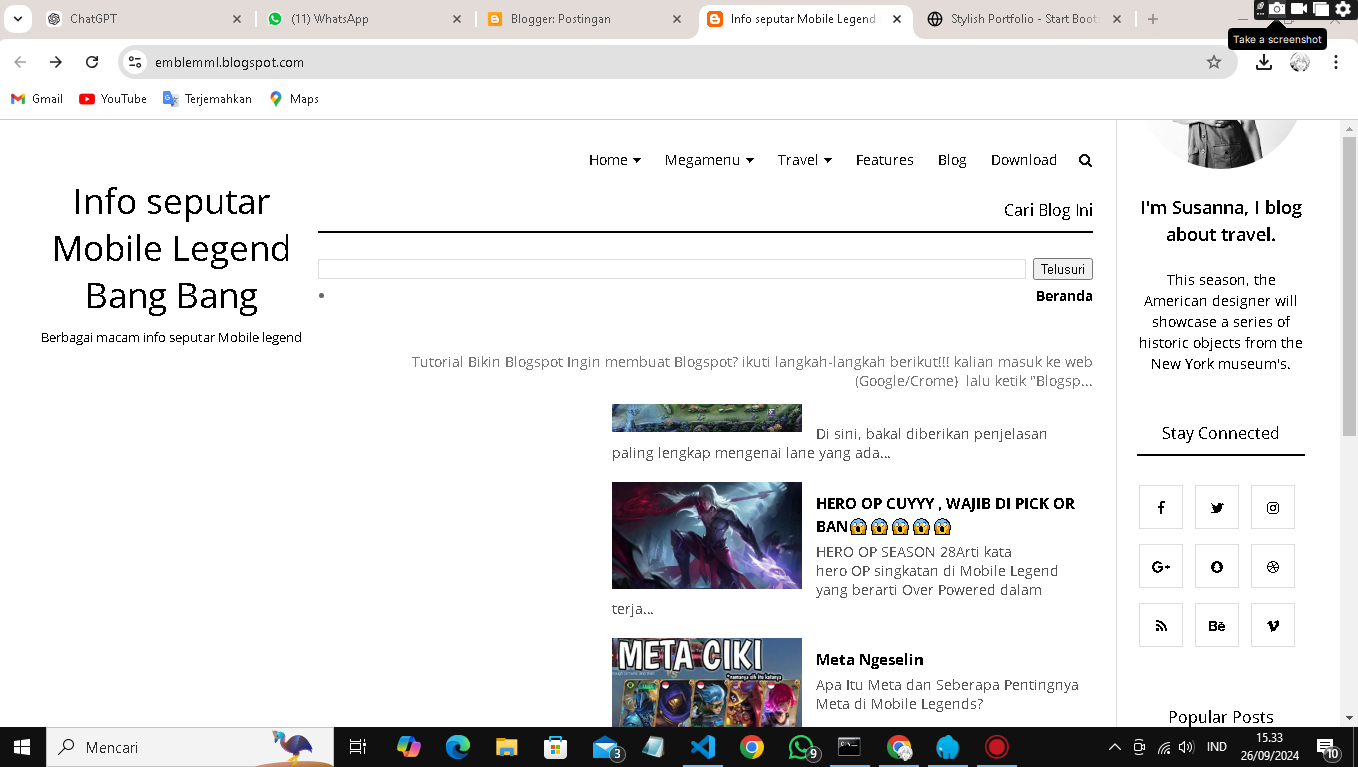 ChatGPT
(11) WhatsApp
Blogger: Postingan
Info seputar Mobile Legend
Stylish Portfolio - Start Boots
Take a screenshot
emblemml.blogspot.com
Gmail
YouTube
Terjemahkan
Maps
Home
Megamenu
Travel
Features
Blog
Download
Info seputar
Mobile Legend
Bang Bang
Berbagai macam info seputar Mobile legend
Cari Blog Ini
Telusuri
Beranda
Tutorial Bikin Blogspot Ingin membuat Blogspot? ikuti langkah-langkah berikut!!! kalian masuk ke web
(Google/Crome)  lalu ketik "Blogsp...
Di sini, bakal diberikan penjelasan
paling lengkap mengenai lane yang ada...
HERO OP CUYYY , WAJIB DI PICK OR
BAN😱😱😱😱😱
HERO OP SEASON 28Arti kata
hero OP singkatan di Mobile Legend
yang berarti Over Powered dalam
terja...
META CIKI
"namanya sih itu katanya"
Meta Ngeselin
Apa Itu Meta dan Seberapa Pentingnya
Meta di Mobile Legends?
I'm Susanna, I blog
about travel.
This season, the
American designer will
showcase a series of
historic objects from the
New York museum's.
Stay Connected
G+
Bē
Popular Posts
Mencari
3
9
IND
15.33
26/09/2024
10